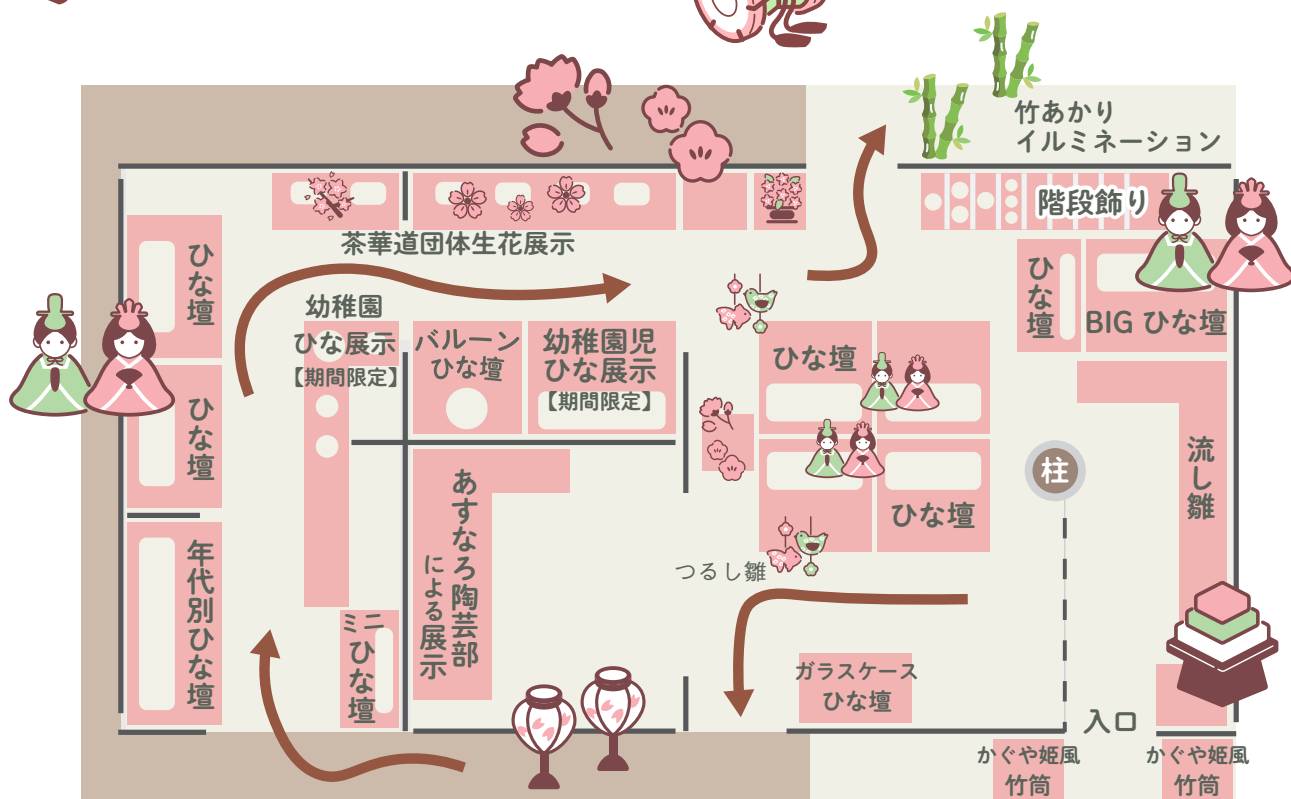 竹あかり
イルミネーション
階段飾り
茶華道団体生花展示
ひな壇
幼稚園
ひな展示
【期間限定】
バルーン
ひな壇
幼稚園児
ひな展示
【期間限定】
ひな壇
ひな壇
BIG ひな壇
ひな壇
あすなろ陶芸部
による展示
ひな壇
柱
流し雛
年代別ひな壇
ミニ
ひな壇
つるし雛
ガラスケース
ひな壇
入口
かぐや姫風
竹筒
かぐや姫風
竹筒